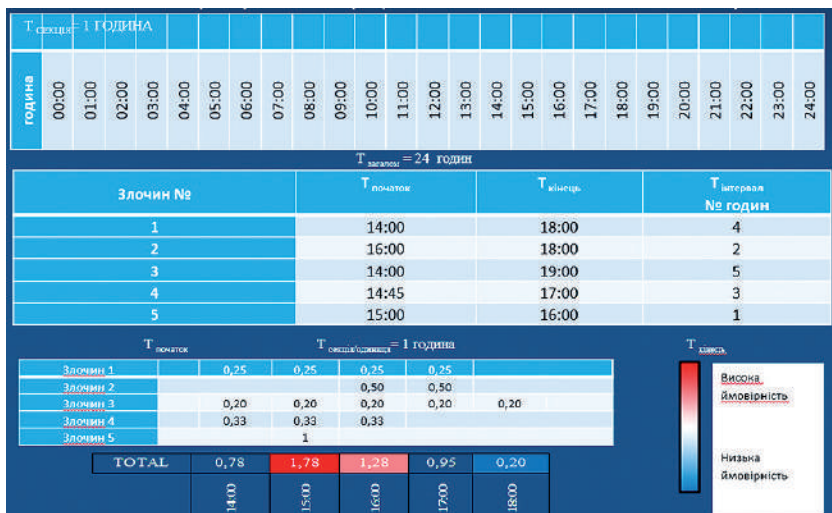 Т секція = 1 ГОДИНА
година 00:00 01:00 02:00 03:00 04:00 05:00 06:00 07:00 08:00 09:00 10:00 11:00 12:00 13:00 14:00 15:00 16:00 17:00 18:00 19:00 20:00 21:00 22:00 23:00 24:00
Т загалом = 24 годин
Злочин № Т початок Т кінець Т інтервал
№ годин
1 14:00 18:00 4
2 16:00 18:00 2
3 14:00 19:00 5
4 14:45 17:00 3
5 15:00 16:00 1
Т початок Т секція/одиниця = 1 година Т кінець
Злочин 1 0,25 0,25 0,25 0,25
Злочин 2 0,50 0,50
Злочин 3 0,20 0,20 0,20 0,20 0,20
Злочин 4 0,33 0,33 0,33
Злочин 5 1
TOTAL 0,78 1,78 1,28 0,95 0,20
14:00 15:00 16:00 17:00 18:00
Висока
ймовірність
Низька
ймовірність